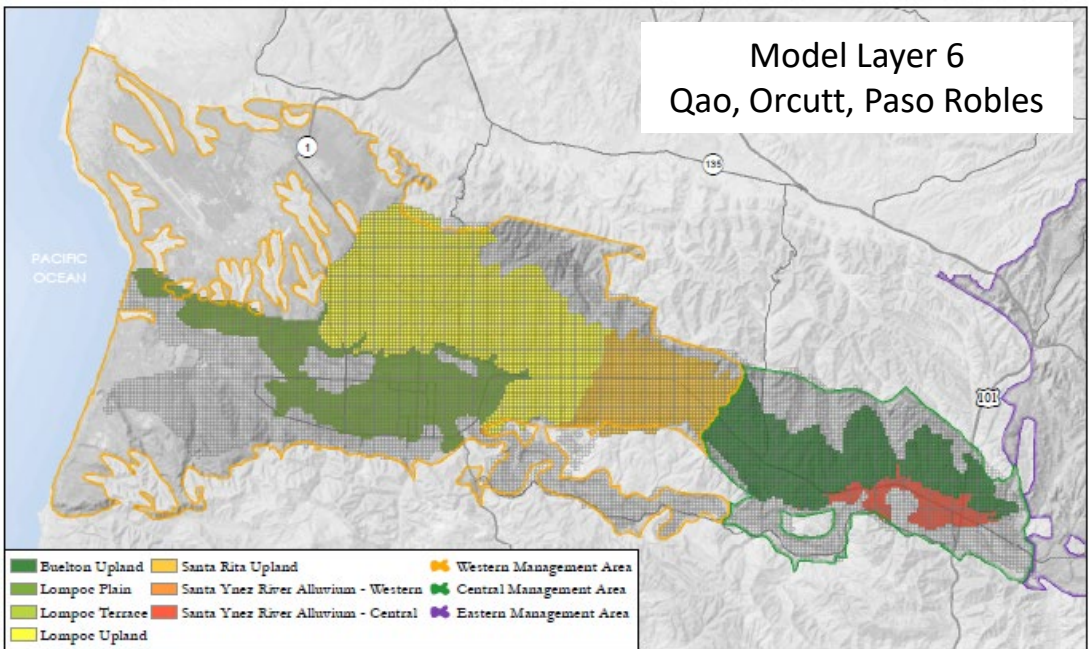 Model Layer 6
Qao, Orcutt, Paso Robles
1
135
PACIFIC
OCEAN
101
Buelton Upland
Lompoc Plain
Lompoc Terrace
Lompoc Upland
Santa Rita Upland
Santa Ynez River Alluvium - Western
Santa Ynez River Alluvium - Central
Western Management Area
Central Management Area
Eastern Management Area